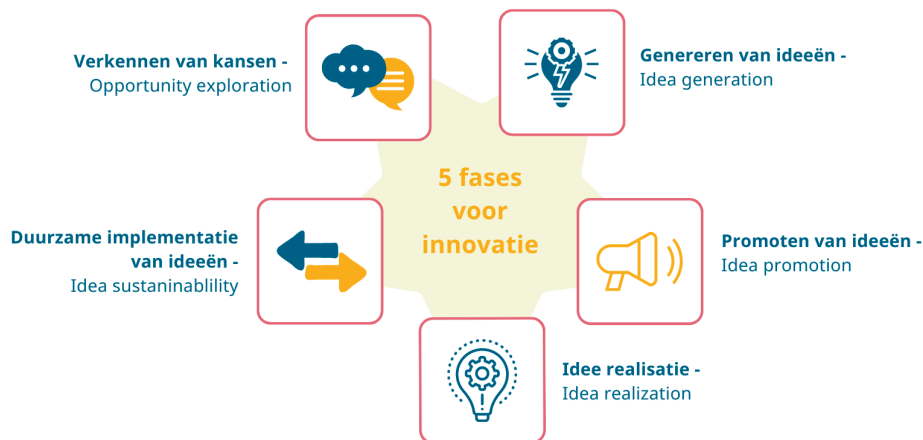 Verkennen van kansen -
Opportunity exploration
Genereren van ideeën -
Idea generation
5 fases
voor
innovatie
Duurzame implementatie
van ideeën -
Idea sustaninablility
Promoten van ideeën -
Idea promotion
Idee realisatie -
Idea realization